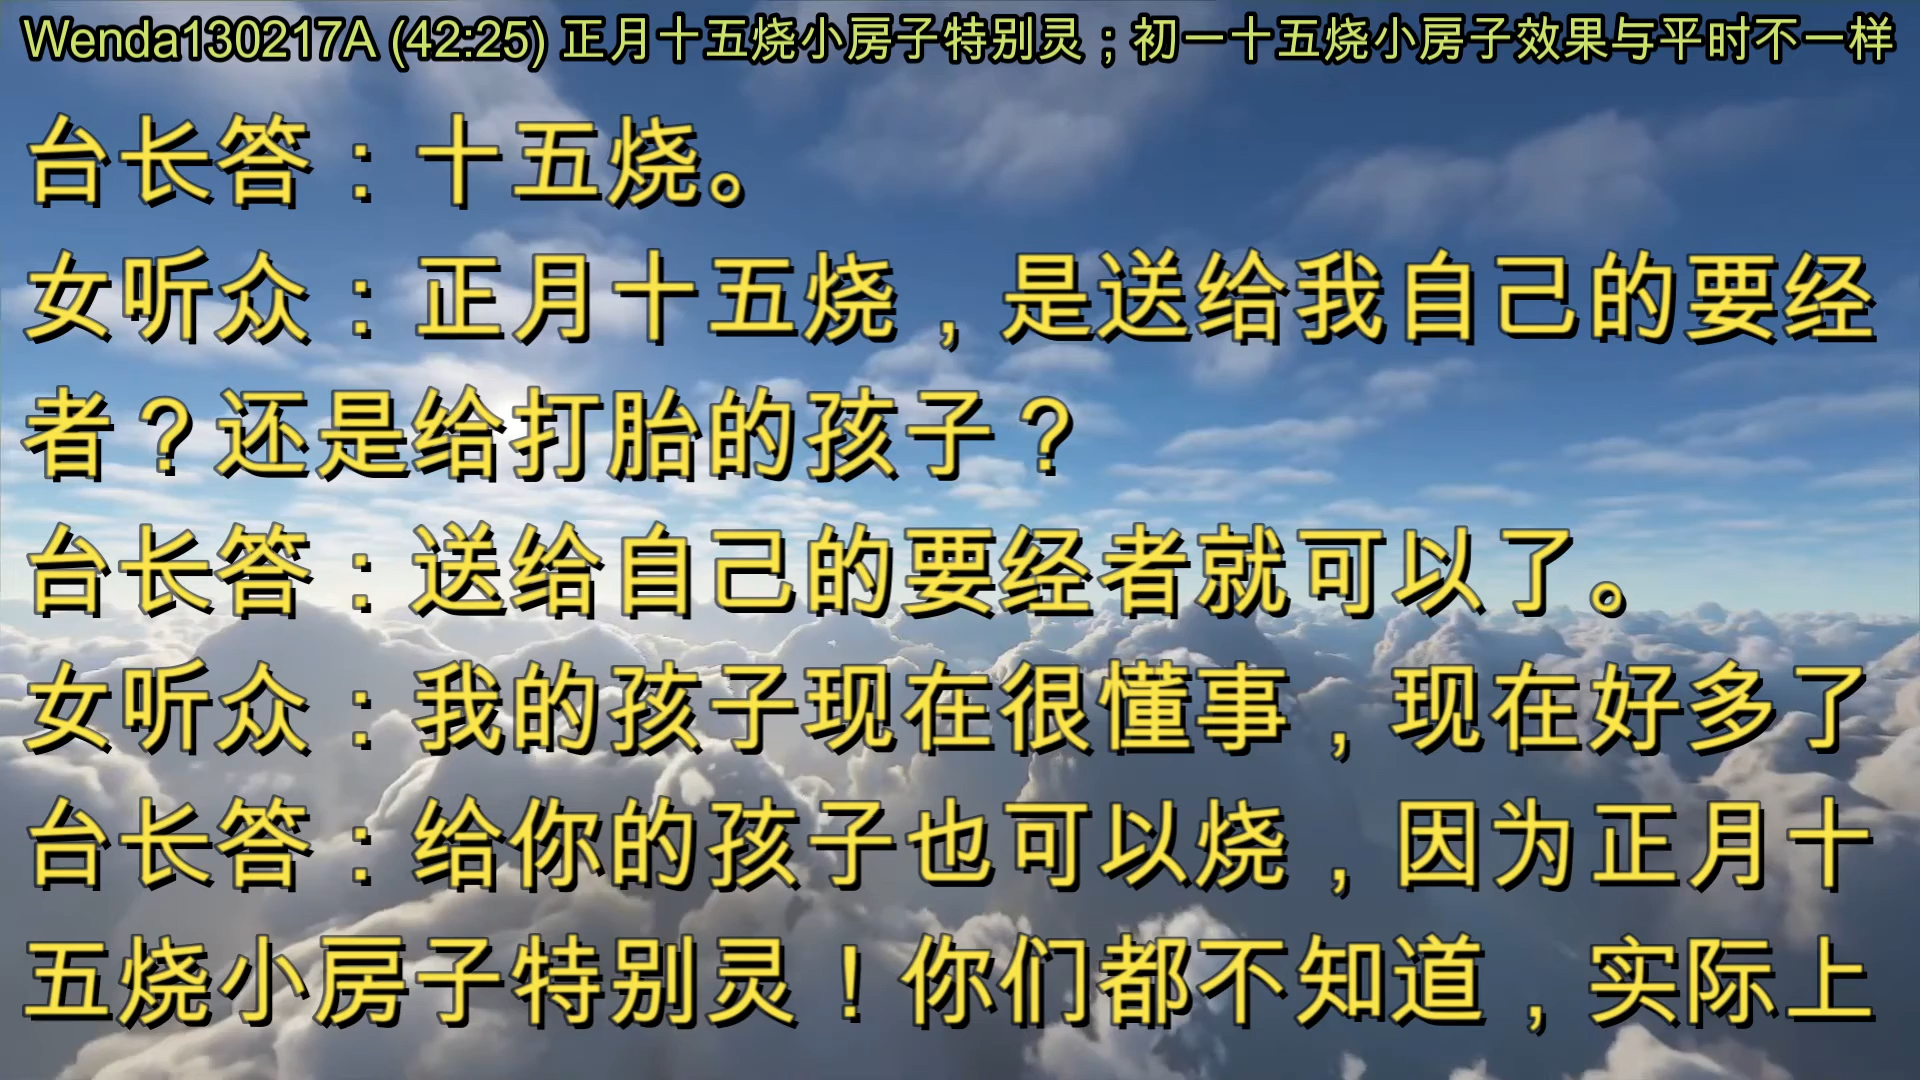 Wenda130217A (42:25) 正月十五烧小房子特别灵；初一十五烧小房子效果与平时不一样
台长答：十五烧。
女听众：正月十五烧，是送给我自己的要经
者？还是给打胎的孩子？
台长答：送给自己的要经者就可以了。
女听众：我的孩子现在很懂事，现在好多了
台长答：给你的孩子也可以烧，因为正月十
五烧小房子特别灵！你们都不知道，实际上